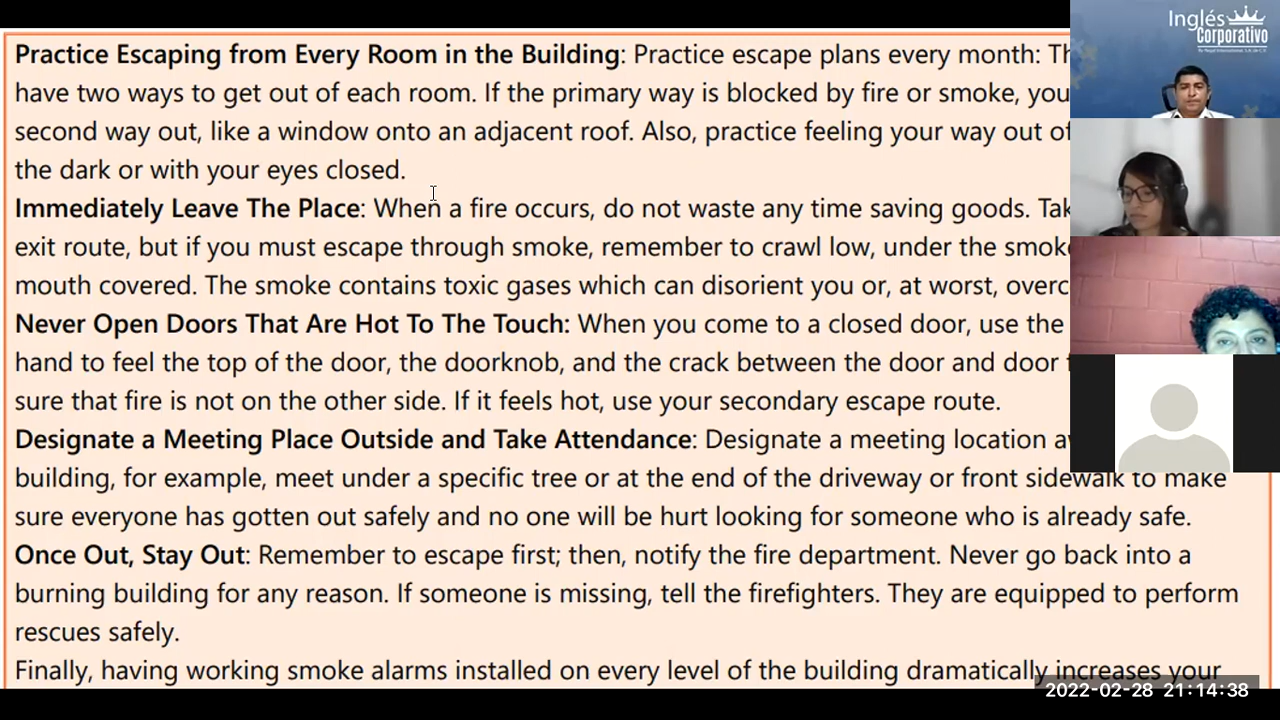 Practice Escaping from Every Room in the Building: Practice escape plans every month:
have two ways to get out of each room. If the primary way is blocked by fire or smoke, you
second way out, like a window onto an adjacent roof. Also, practice feeling your way out of
the dark or with your eyes closed.
Immediately Leave The Place: When a fire occurs, do not waste any time saving goods.
exit route, but if you must escape through smoke, remember to crawl low, under the smoke
mouth covered. The smoke contains toxic gases which can disorient you or, at worst,
Never Open Doors That Are Hot To The Touch: When you come to a closed door, use the
hand to feel the top of the door, the doorknob, and the crack between the door and door
sure that fire is not on the other side. If it feels hot, use your secondary escape route.
Designate a Meeting Place Outside and Take Attendance: Designate a meeting location
building, for example, meet under a specific tree or at the end of the driveway or front sidewalk to make
sure everyone has gotten out safely and no one will be hurt looking for someone who is already safe.
Once Out, Stay Out: Remember to escape first; then, notify the fire department. Never go back into a
burning building for any reason. If someone is missing, tell the firefighters. They are equipped to perform
rescues safely.
Finally, having working smoke alarms installed on every level of the building dramatically increases your
Inglés
Corporativo
2022-02-28 21:14:38